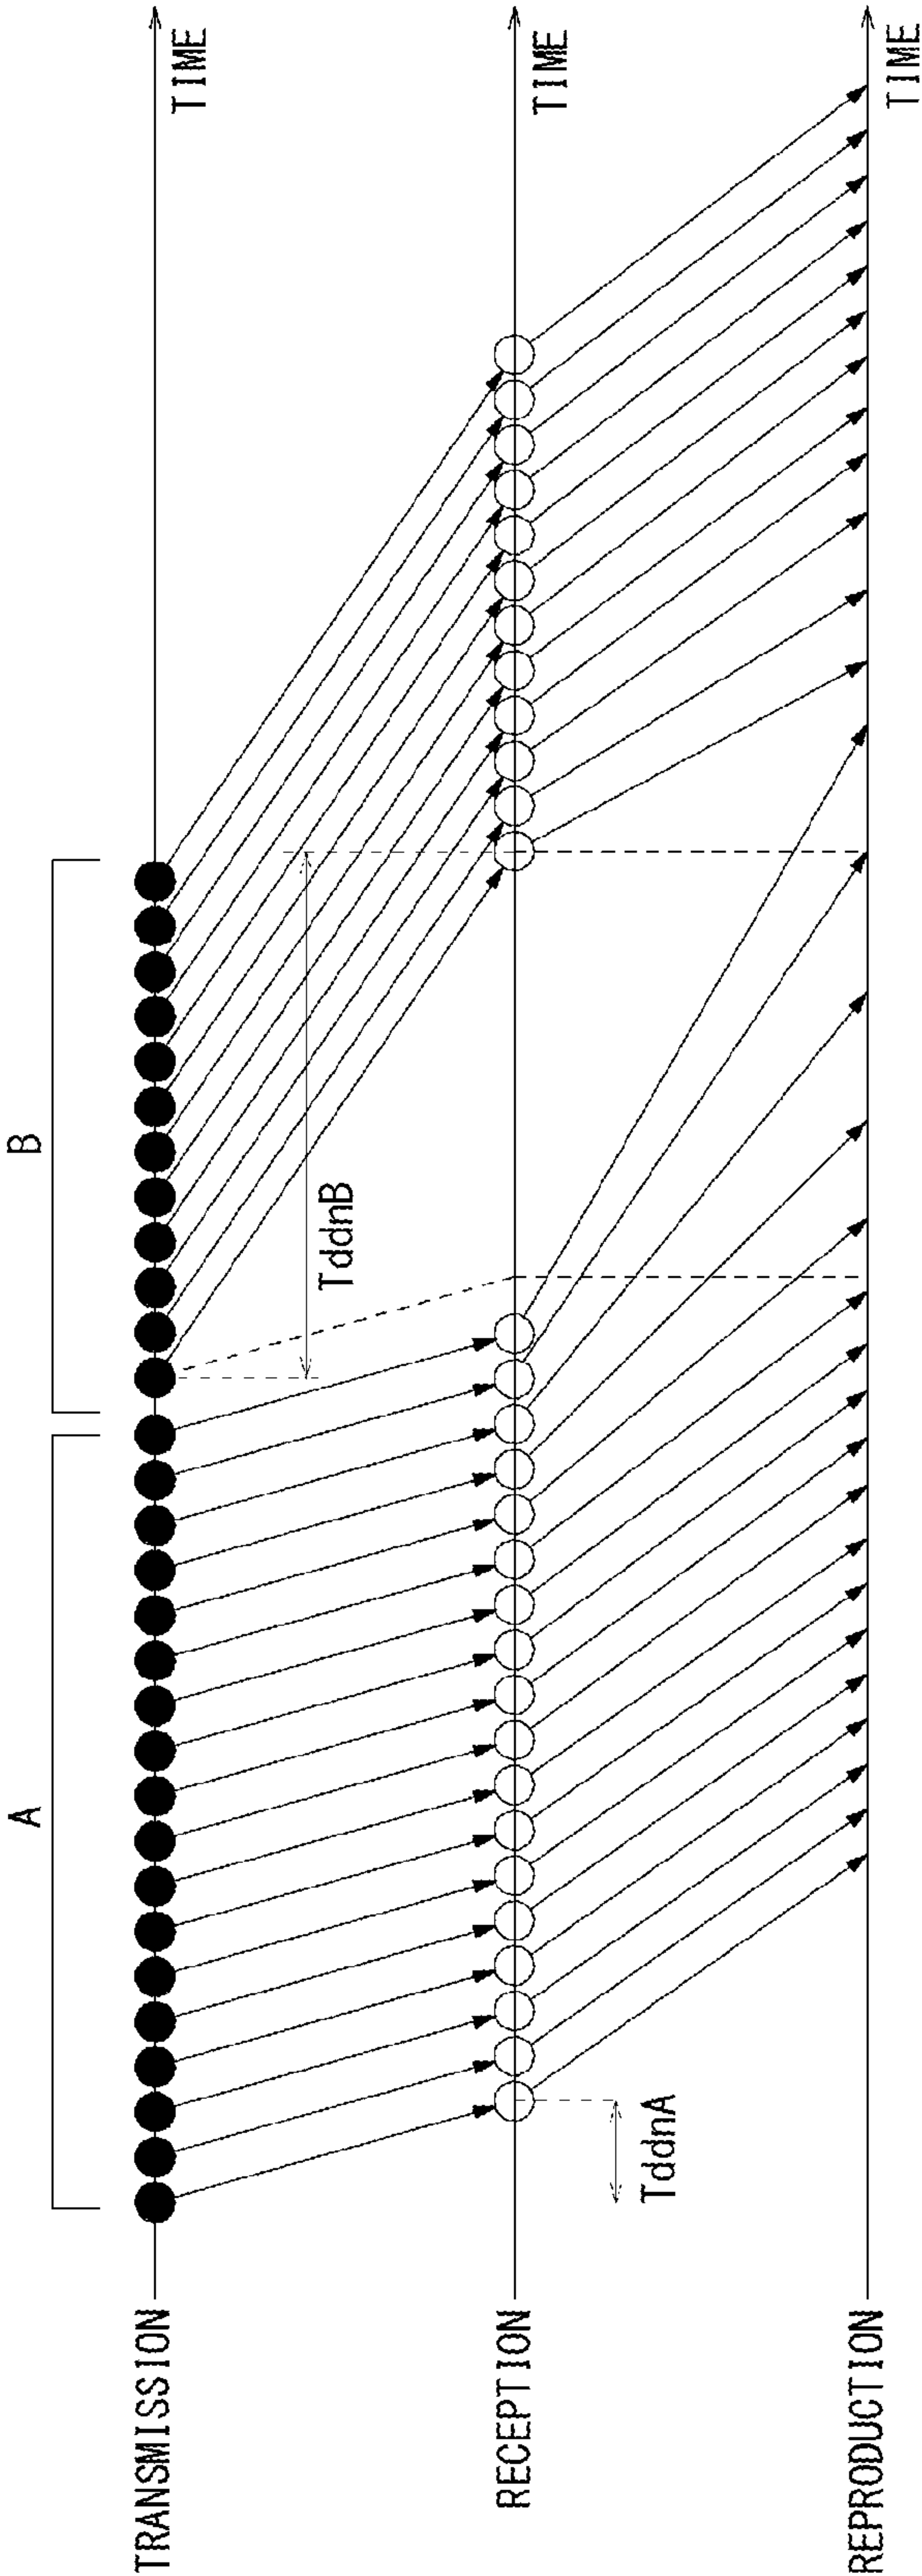 A
B
TRANSMISSION
TIME
TddnB
RECEPTION
TIME
TddnA
REPRODUCTION
TIME